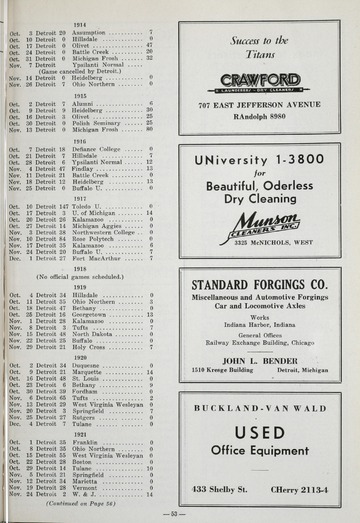 1914
Oct. 3 Detroit 20 Assumption .......... 7
Oct. 10 Detroit 0 Hillsdale .......... 0
Oct. 17 Detroit 0 Olivet .......... 47
Oct. 24 Detroit 0 Battle Creek .......... 20
Oct. 31 Detroit 0 Michigan Frosh .......... 32
Nov. 7 Detroit Ypsilanti Normal ..........
(Game cancelled by Detroit.)
Nov. 14 Detroit 0 Heidelberg .......... 0
Nov. 26 Detroit 7 Ohio Northern .......... 0
1915
Oct. 2 Detroit 7 Alumni .......... 6
Oct. 9 Detroit 9 Heidelberg .......... 30
Oct. 16 Detroit 3 Olivet .......... 25
Oct. 30 Detroit 0 Polish Seminary .......... 25
Nov. 13 Detroit 0 Michigan Frosh .......... 80
1916
Oct. 7 Detroit 18 Defiance College .......... 0
Oct. 21 Detroit 7 Hillsdale .......... 7
Oct. 28 Detroit 6 Ypsilanti Normal .......... 12
Nov. 4 Detroit 47 Findlay .......... 13
Nov. 11 Detroit 21 Battle Creek .......... 0
Nov. 18 Detroit 12 Heidelberg .......... 13
Nov. 25 Detroit 0 Buffalo U. .......... 0
1917
Oct. 10 Detroit 147 Toledo U. .......... 0
Oct. 17 Detroit 3 U. of Michigan .......... 14
Oct. 20 Detroit 26 Kalamazoo .......... 0
Oct. 27 Detroit 14 Michigan Aggies .......... 0
Nov. 3 Detroit 38 Northwestern College .. 0
Nov. 10 Detroit 84 Rose Polytech .......... 0
Nov. 17 Detroit 35 Kalamazoo .......... 6
Nov. 24 Detroit 20 Buffalo U. .......... 7
Dec. 1 Detroit 27 Fort MacArthur .......... 7
1918
(No official games scheduled.)
1919
Oct. 4 Detroit 34 Hillsdale .......... 0
Oct. 11 Detroit 35 Ohio Northern .......... 3
Oct. 18 Detroit 47 Bethany .......... 0
Oct. 26 Detroit 16 Georgetown .......... 13
Nov. 1 Detroit 28 Kalamazoo .......... 0
Nov. 8 Detroit 3 Tufts .......... 7
Nov. 15 Detroit 48 North Dakota .......... 0
Nov. 22 Detroit 25 Buffalo .......... 0
Nov. 29 Detroit 21 Holy Cross .......... 7
1920
Oct. 2 Detroit 34 Duquesne .......... 0
Oct. 9 Detroit 21 Marquette .......... 14
Oct. 16 Detroit 48 St. Louis .......... 0
Oct. 23 Detroit 6 Bethany .......... 0
Oct. 30 Detroit 39 Fordham .......... 0
Nov. 6 Detroit 65 Tufts .......... 2
Nov. 13 Detroit 29 West Virginia Wesleyan 0
Nov. 20 Detroit 3 Springfield .......... 7
Nov. 25 Detroit 27 Rutgers .......... 0
Dec. 4 Detroit 7 Tulane .......... 0
1921
Oct. 1 Detroit 35 Franklin .......... 0
Oct. 8 Detroit 35 Ohio Northern .......... 0
Oct. 15 Detroit 55 West Virginia Wesleyan 0
Oct. 22 Detroit 28 Boston .......... 0
Oct. 29 Detroit 14 Tulane .......... 10
Nov. 5 Detroit 21 Springfield .......... 0
Nov. 12 Detroit 34 Marietta .......... 0
Nov. 19 Detroit 28 Vermont .......... 0
Nov. 24 Detroit 2 W. & J. .......... 14
(Continued on Page 56)
Success to the
Titans
CRAWFORD
LAUNDERERS - DRY CLEANERS
707 EAST JEFFERSON AVENUE
RAndolph 8980
UNiversity 1-3800
for
Beautiful, Oderless
Dry Cleaning
Munson
CLEANERS INC.
3325 McNICHOLS, WEST
STANDARD FORGINGS CO.
Miscellaneous and Automotive Forgings
Car and Locomotive Axles
Works
Indiana Harbor, Indiana
General Offices
Railway Exchange Building, Chicago
JOHN L. BENDER
1510 Kresge Building Detroit, Michigan
BUCKLAND-VAN WALD
USED
Office Equipment
433 Shelby St. CHerry 2113-4
— 53 —